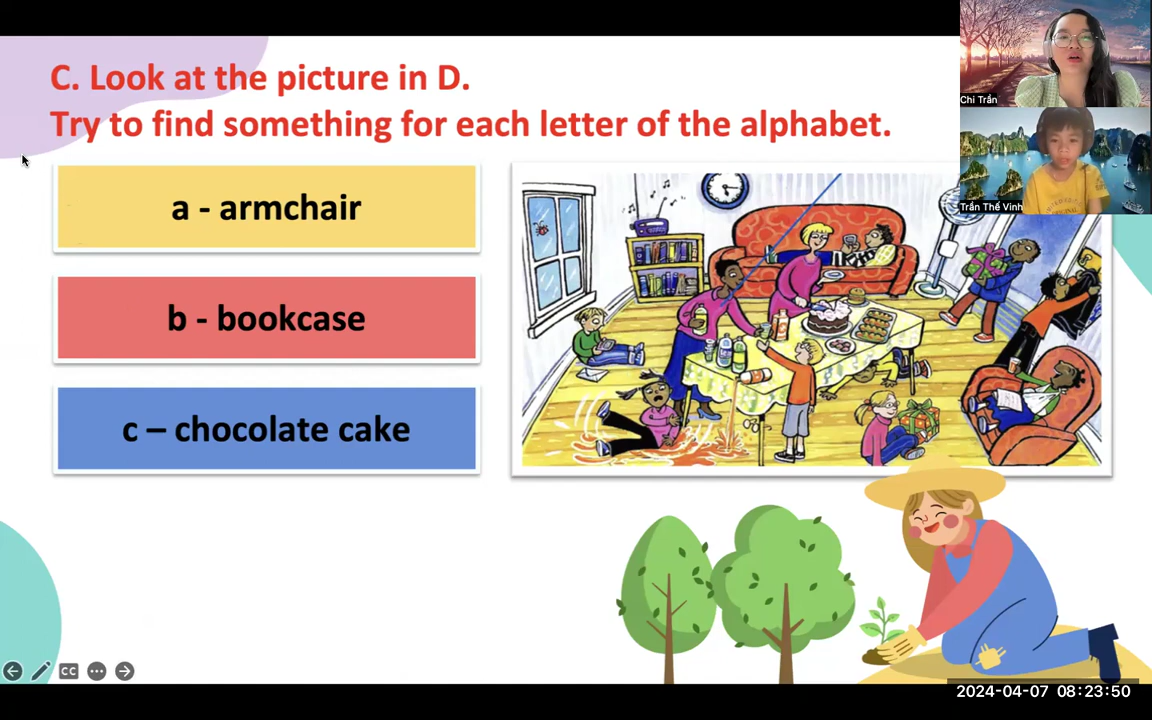 C. Look at the picture in D.
Try to find something for each letter of the alphabet.
a - armchair
b - bookcase
c – chocolate cake
Chi Trần
Trần Thế Vinh
CC
2024-04-07 08:23:50